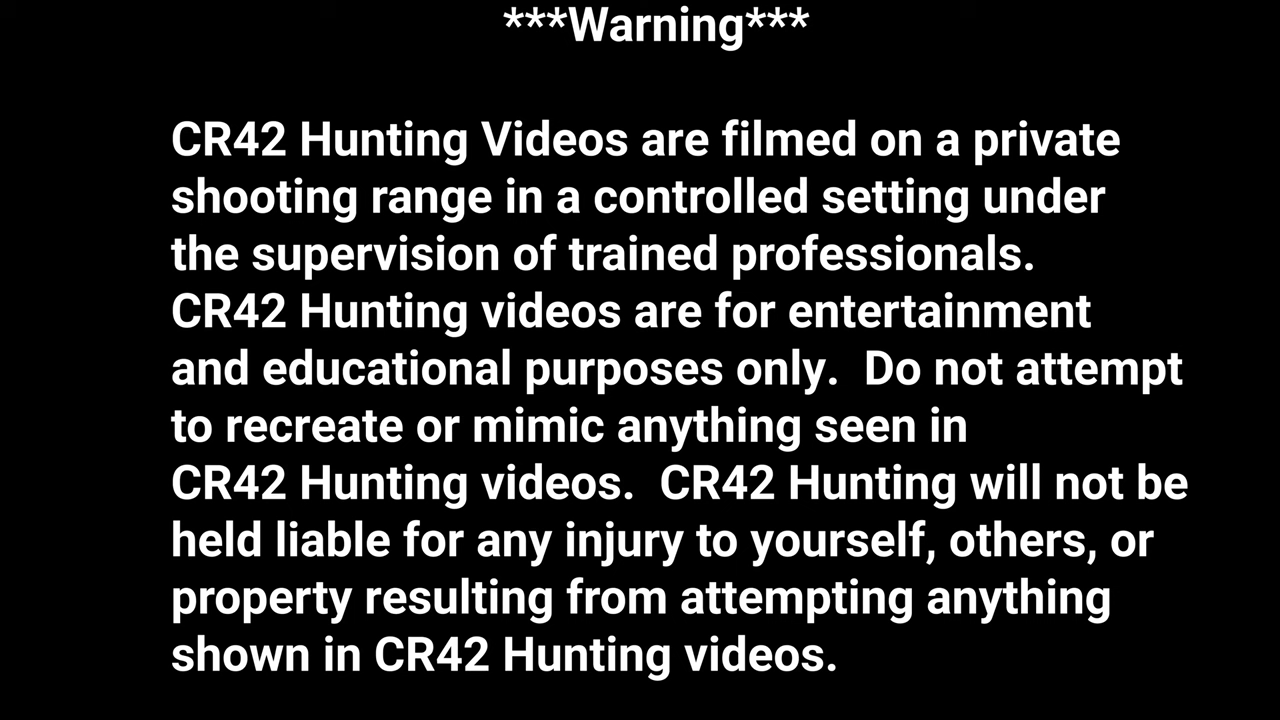 ***Warning***
CR42 Hunting Videos are filmed on a private
shooting range in a controlled setting under
the supervision of trained professionals.
CR42 Hunting videos are for entertainment
and educational purposes only.  Do not attempt
to recreate or mimic anything seen in
CR42 Hunting videos.  CR42 Hunting will not be
held liable for any injury to yourself, others, or
property resulting from attempting anything
shown in CR42 Hunting videos.